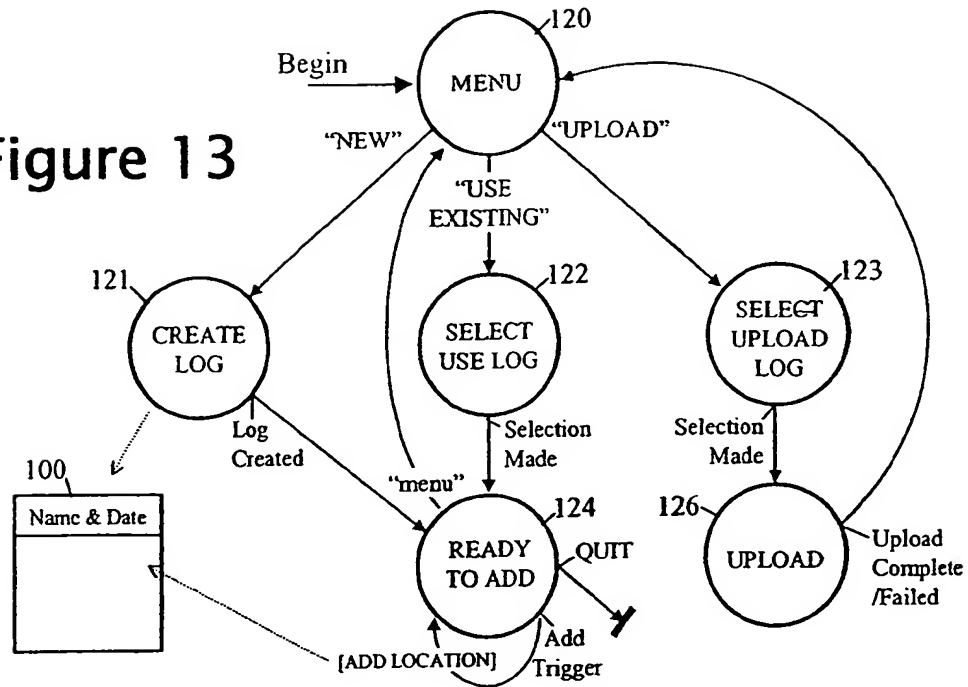 120
Begin
MENU
Figure 13
"NEW"
"UPLOAD"
"USE
EXISTING"
121
122
123
CREATE
LOG
SELECT
USE LOG
SELECT
UPLOAD
LOG
Log
Created
Selection
Made
Selection
Made
100
"menu"
124
126
Name & Date
READY
TO ADD
QUIT
UPLOAD
Upload
Complete
/Failed
[ADD LOCATION]
Add
Trigger